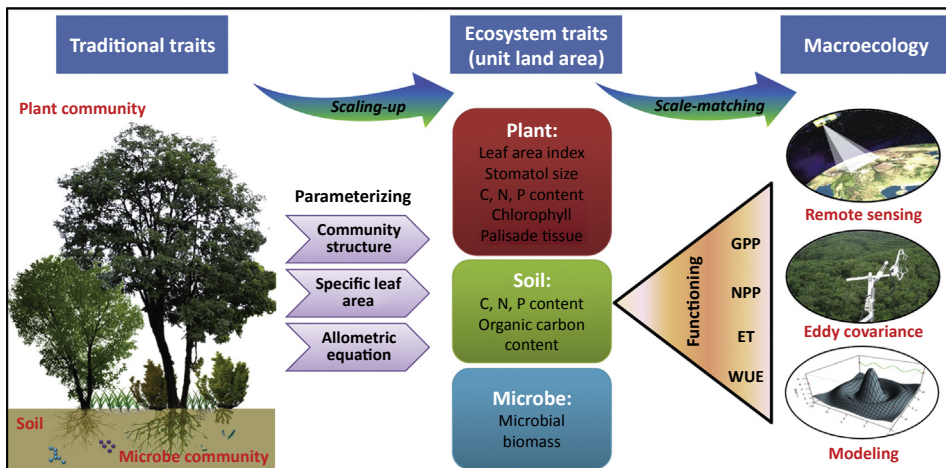 Traditional traits
Ecosystem traits
(unit land area)
Macroecology
Scaling-up
Scale-matching
Plant community
Soil
Microbe community
Parameterizing
Community
structure
Specific leaf
area
Allometric
equation
Plant:
Leaf area index
Stomatol size
C, N, P content
Chlorophyll
Palisade tissue
Soil:
C, N, P content
Organic carbon
content
Microbe:
Microbial
biomass
Functioning
GPP
NPP
ET
WUE
Remote sensing
Eddy covariance
Modeling